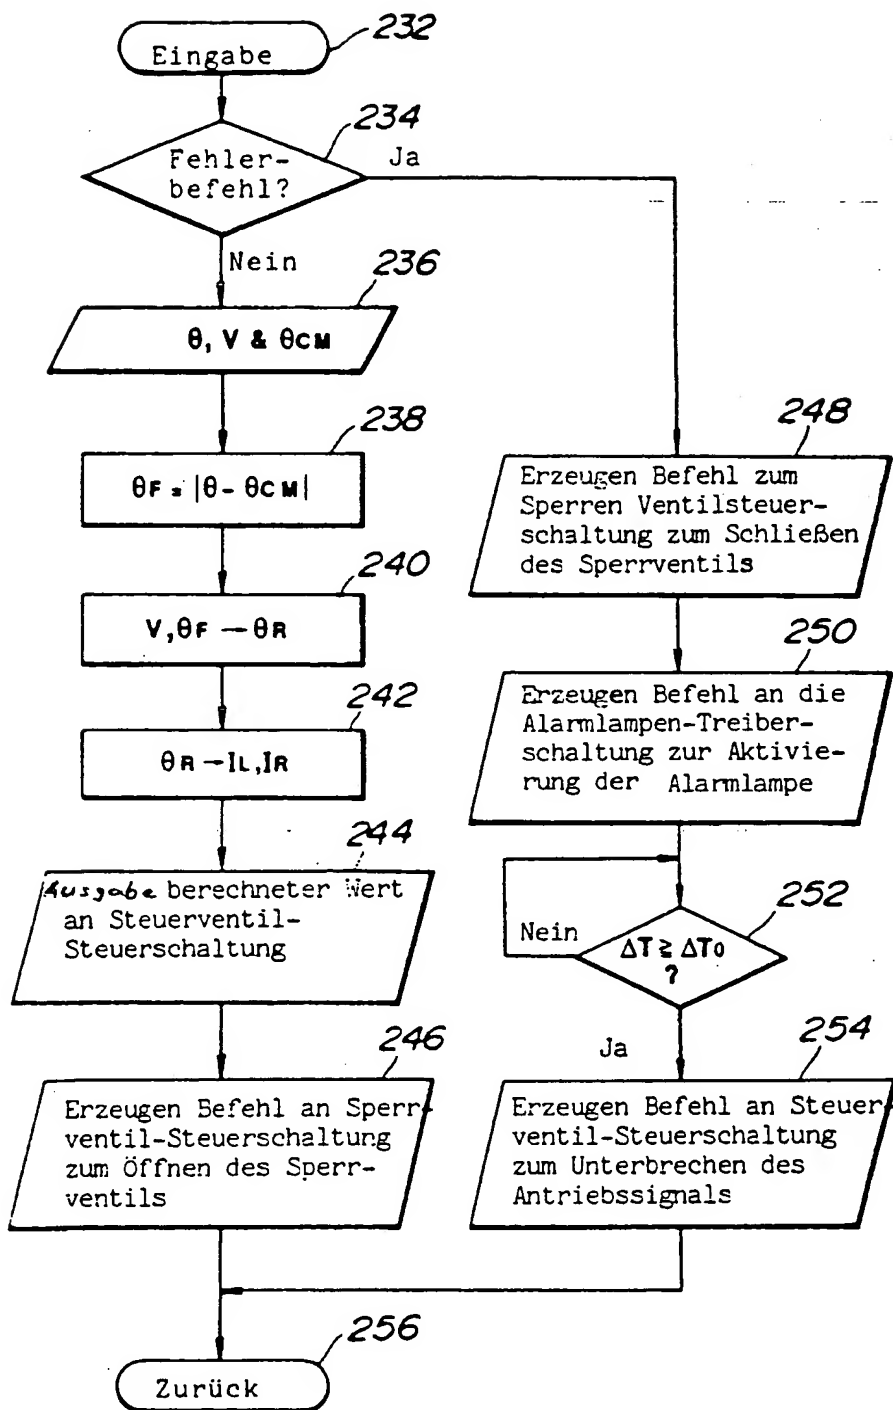 232
Eingabe
234
Fehler-
befehl?
Ja
Nein
236
θ, V & θCM
238
θF = |θ - θCM|
240
V, θF → θR
242
θR → IL, IR
244
Ausgabe berechneter Wert
an Steuerventil-
Steuerschaltung
246
Erzeugen Befehl an Sperr-
ventil-Steuerschaltung
zum Öffnen des Sperr-
ventils
248
Erzeugen Befehl zum
Sperren Ventilsteuer-
schaltung zum Schließen
des Sperrventils
250
Erzeugen Befehl an die
Alarmlampen-Treiber-
schaltung zur Aktivie-
rung der Alarmlampe
252
Nein
ΔT ≧ ΔT0
?
Ja
254
Erzeugen Befehl an Steuer-
ventil-Steuerschaltung
zum Unterbrechen des
Antriebssignals
256
Zurück